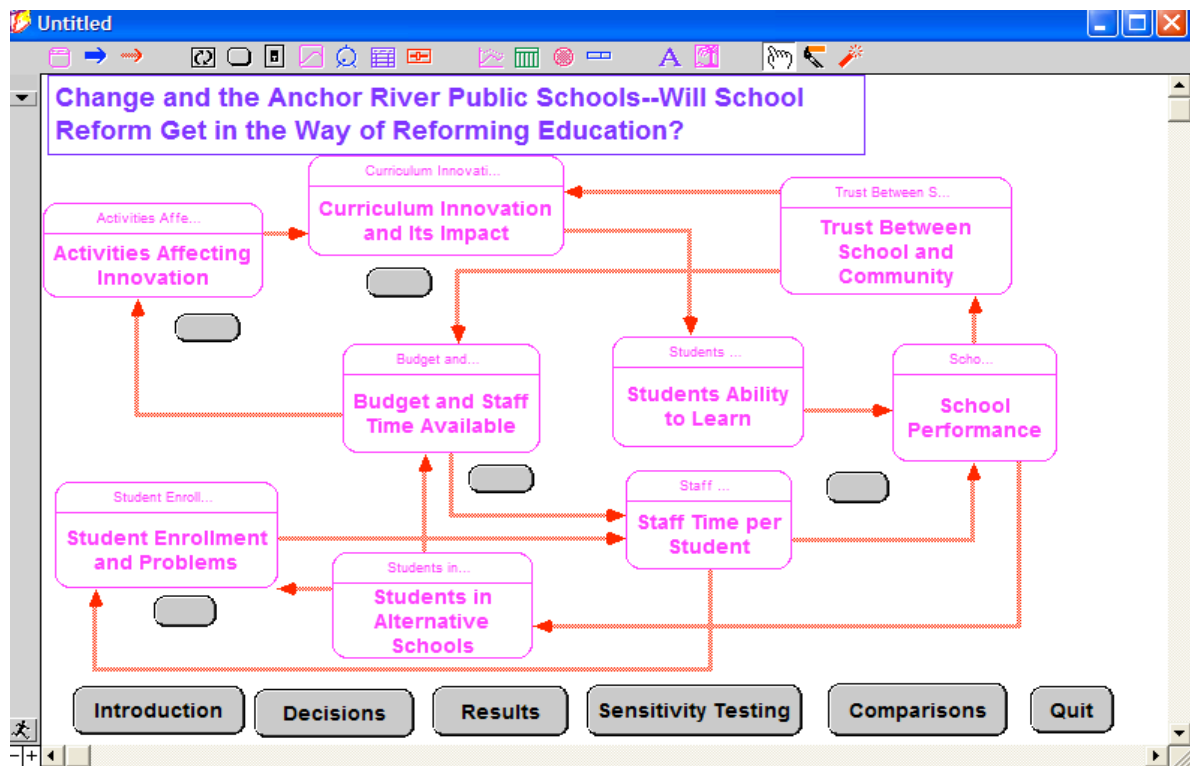 Untitled
A
Change and the Anchor River Public Schools--Will School
Reform Get in the Way of Reforming Education?
Curriculum Innovati...
Curriculum Innovation
and Its Impact
Trust Between S...
Trust Between
School and
Community
Activities Affe...
Activities Affecting
Innovation
Budget and...
Budget and Staff
Time Available
Students ...
Students Ability
to Learn
Scho...
School
Performance
Student Enroll...
Student Enrollment
and Problems
Staff ...
Staff Time per
Student
Students in...
Students in
Alternative
Schools
Introduction
Decisions
Results
Sensitivity Testing
Comparisons
Quit